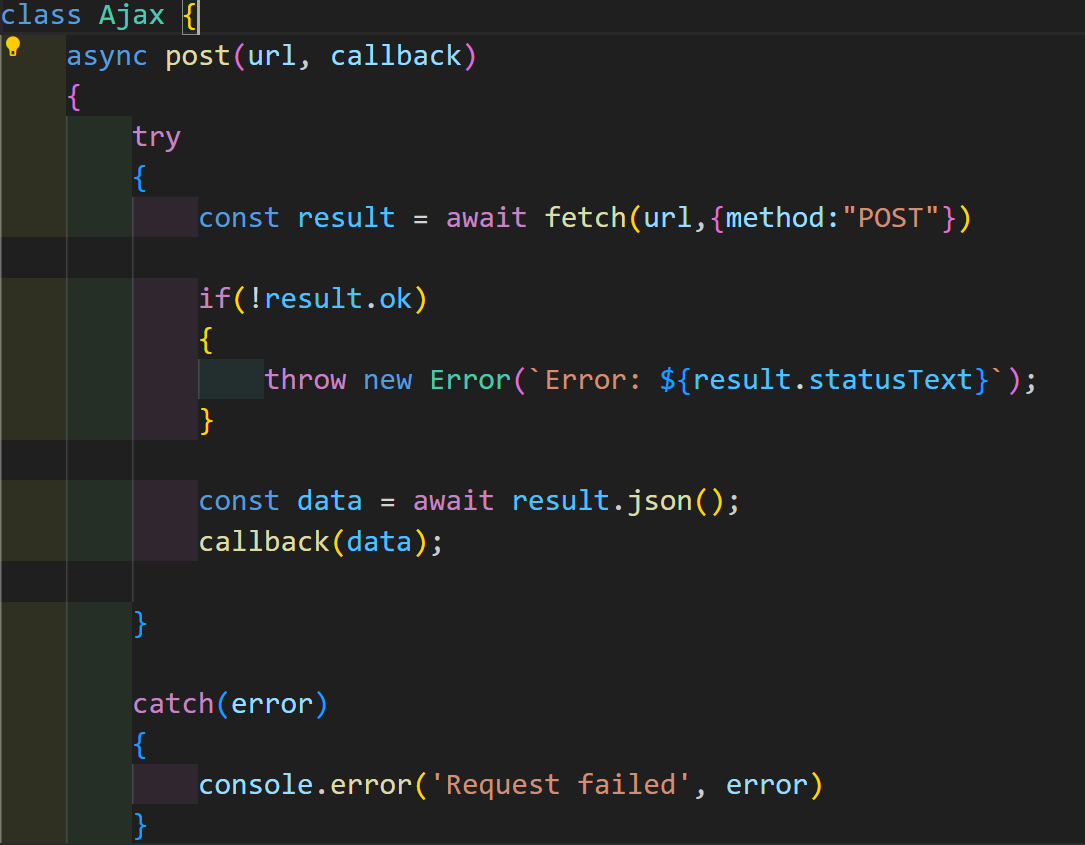 class Ajax {
async post(url, callback)
{
try
{
const result = await fetch(url,{method:"POST"})
if(!result.ok)
{
throw new Error(`Error: ${result.statusText}`);
}
const data = await result.json();
callback(data);
}
catch(error)
{
console.error('Request failed', error)
}